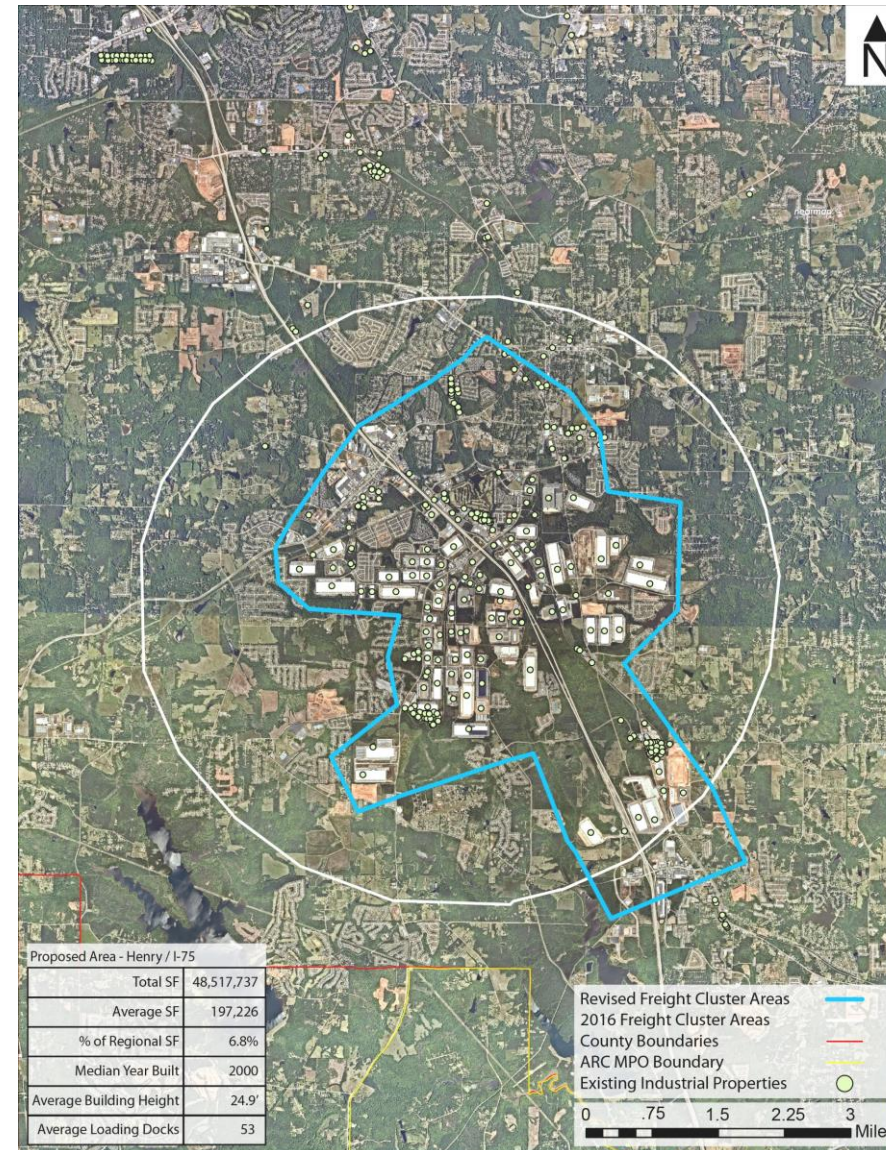 N
Proposed Area - Henry / I-75
Total SF 48,517,737
Average SF 197,226
% of Regional SF 6.8%
Median Year Built 2000
Average Building Height 24.9'
Average Loading Docks 53
Revised Freight Cluster Areas
2016 Freight Cluster Areas
County Boundaries
ARC MPO Boundary
Existing Industrial Properties
0 .75 1.5 2.25 3
Mile